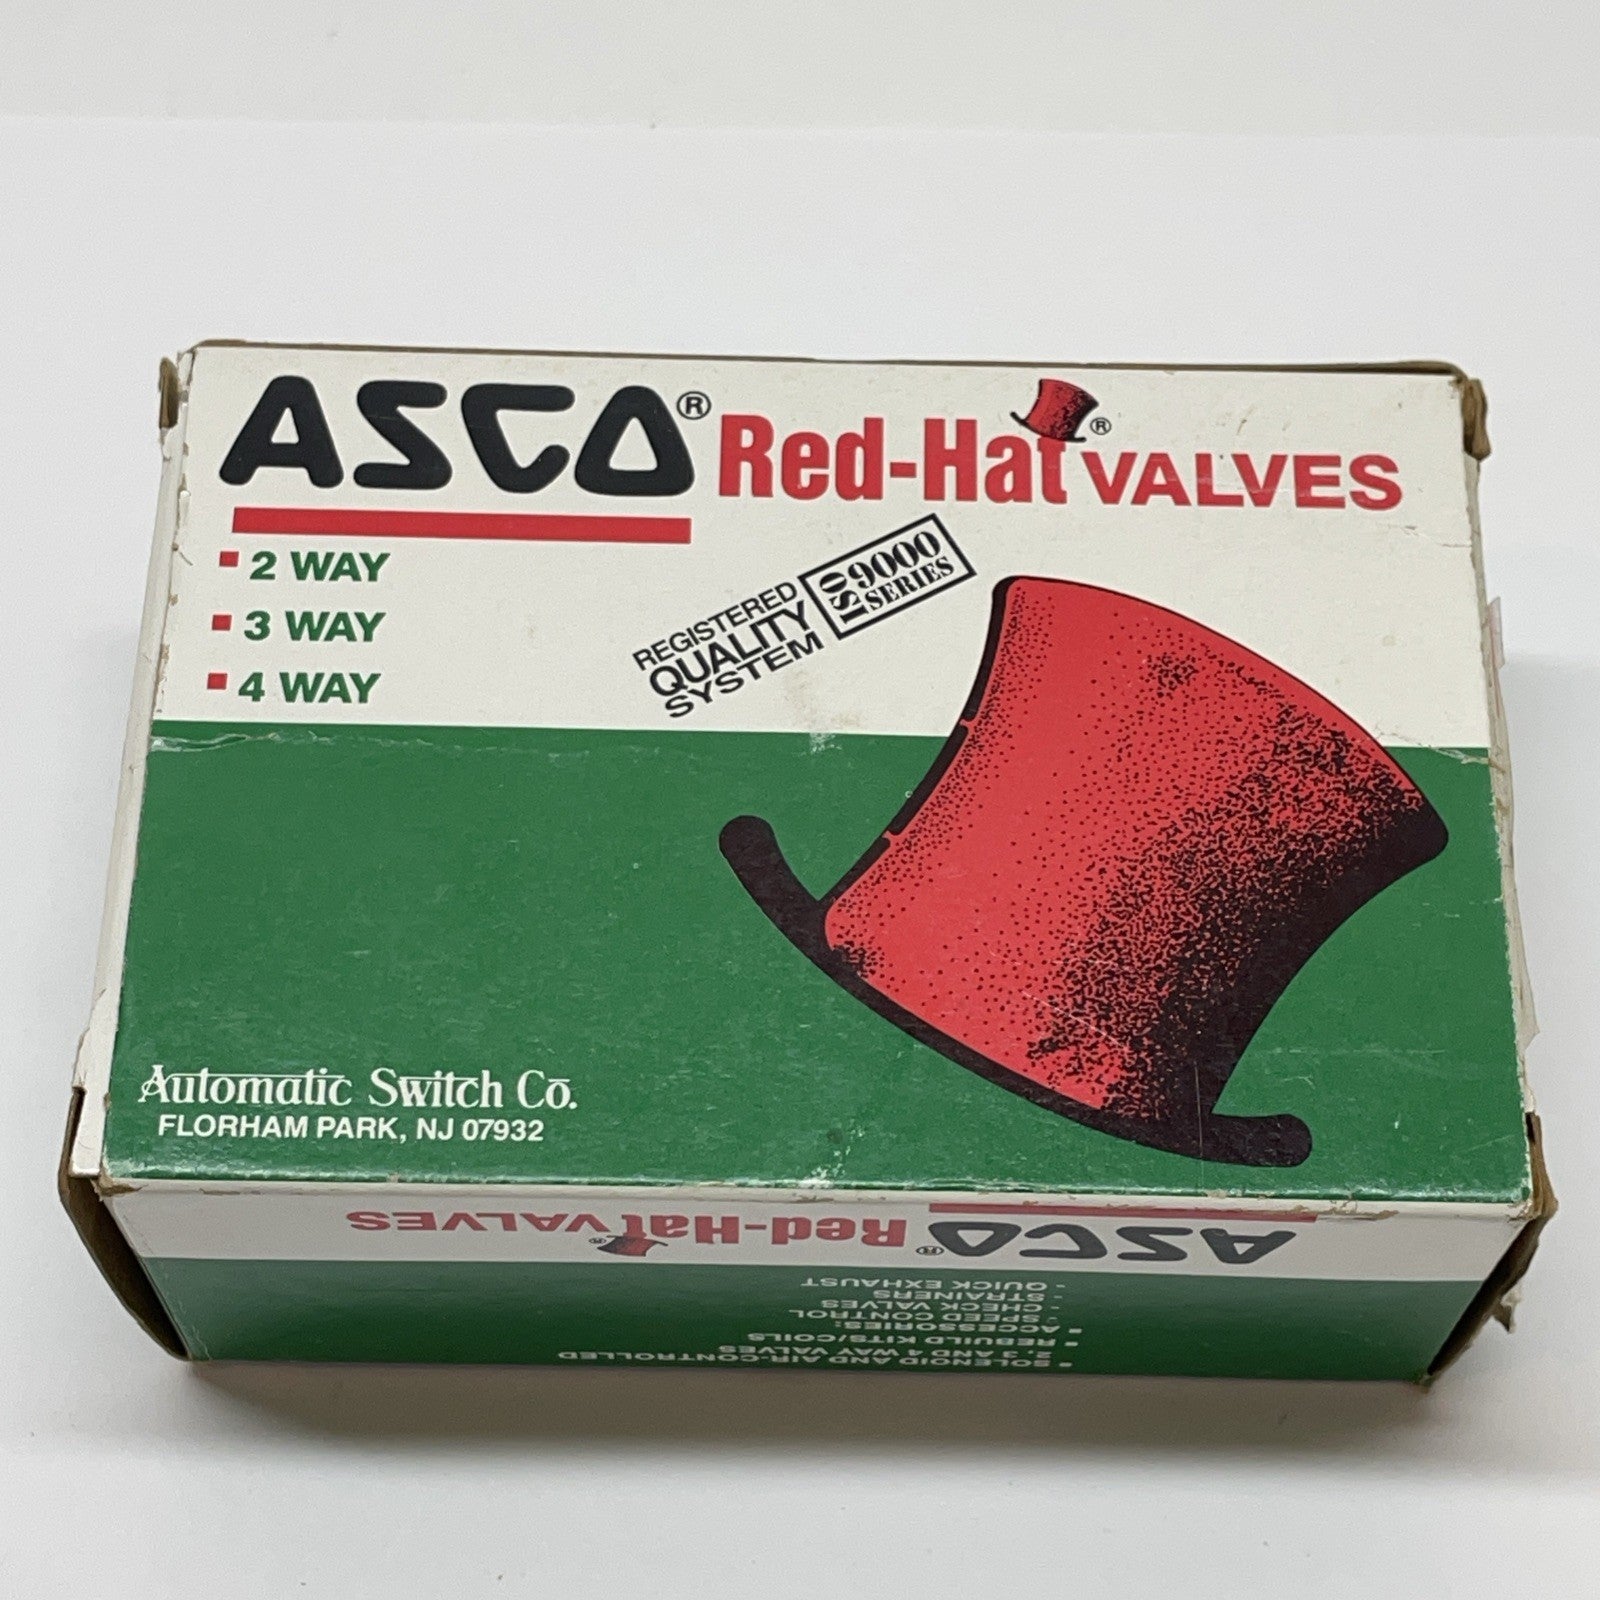 ASCO® Red-Hat® VALVES
2 WAY
3 WAY
4 WAY
REGISTERED
QUALITY
SYSTEM
ISO 9000
SERIES
Automatic Switch Co.
FLORHAM PARK, NJ 07932
ASCO® Red-Hat® VALVES
▪ SOLENOID AND AIR-CONTROLLED
2, 3 AND 4 WAY VALVES
▪ REBUILD KITS/COILS
▪ ACCESSORIES:
- SPEED CONTROL
- CHECK VALVES
- STRAINERS
- QUICK EXHAUST